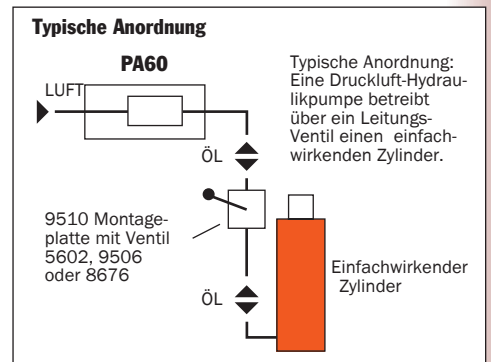 Typische Anordnung
PA60
LUFT
Typische Anordnung:
Eine Druckluft-Hydrau-
likpumpe betreibt
über ein Leitungs-
Ventil einen einfach-
wirkenden Zylinder.
ÖL
9510 Montage-
platte mit Ventil
5602, 9506
oder 8676
ÖL
Einfachwirkender
Zylinder